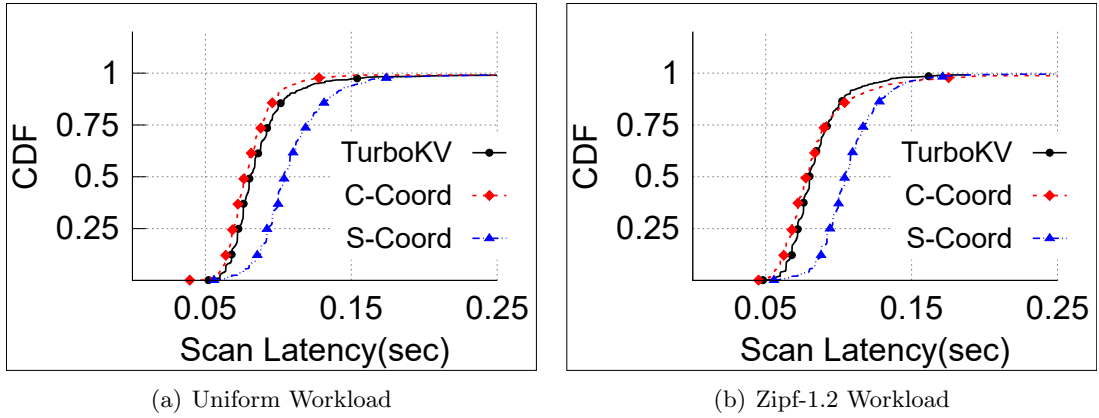 1
0.75
0.5
0.25
CDF
TurboKV
C-Coord
S-Coord
0.05 0.15 0.25
Scan Latency(sec)
(a) Uniform Workload
1
0.75
0.5
0.25
CDF
TurboKV
C-Coord
S-Coord
0.05 0.15 0.25
Scan Latency(sec)
(b) Zipf-1.2 Workload